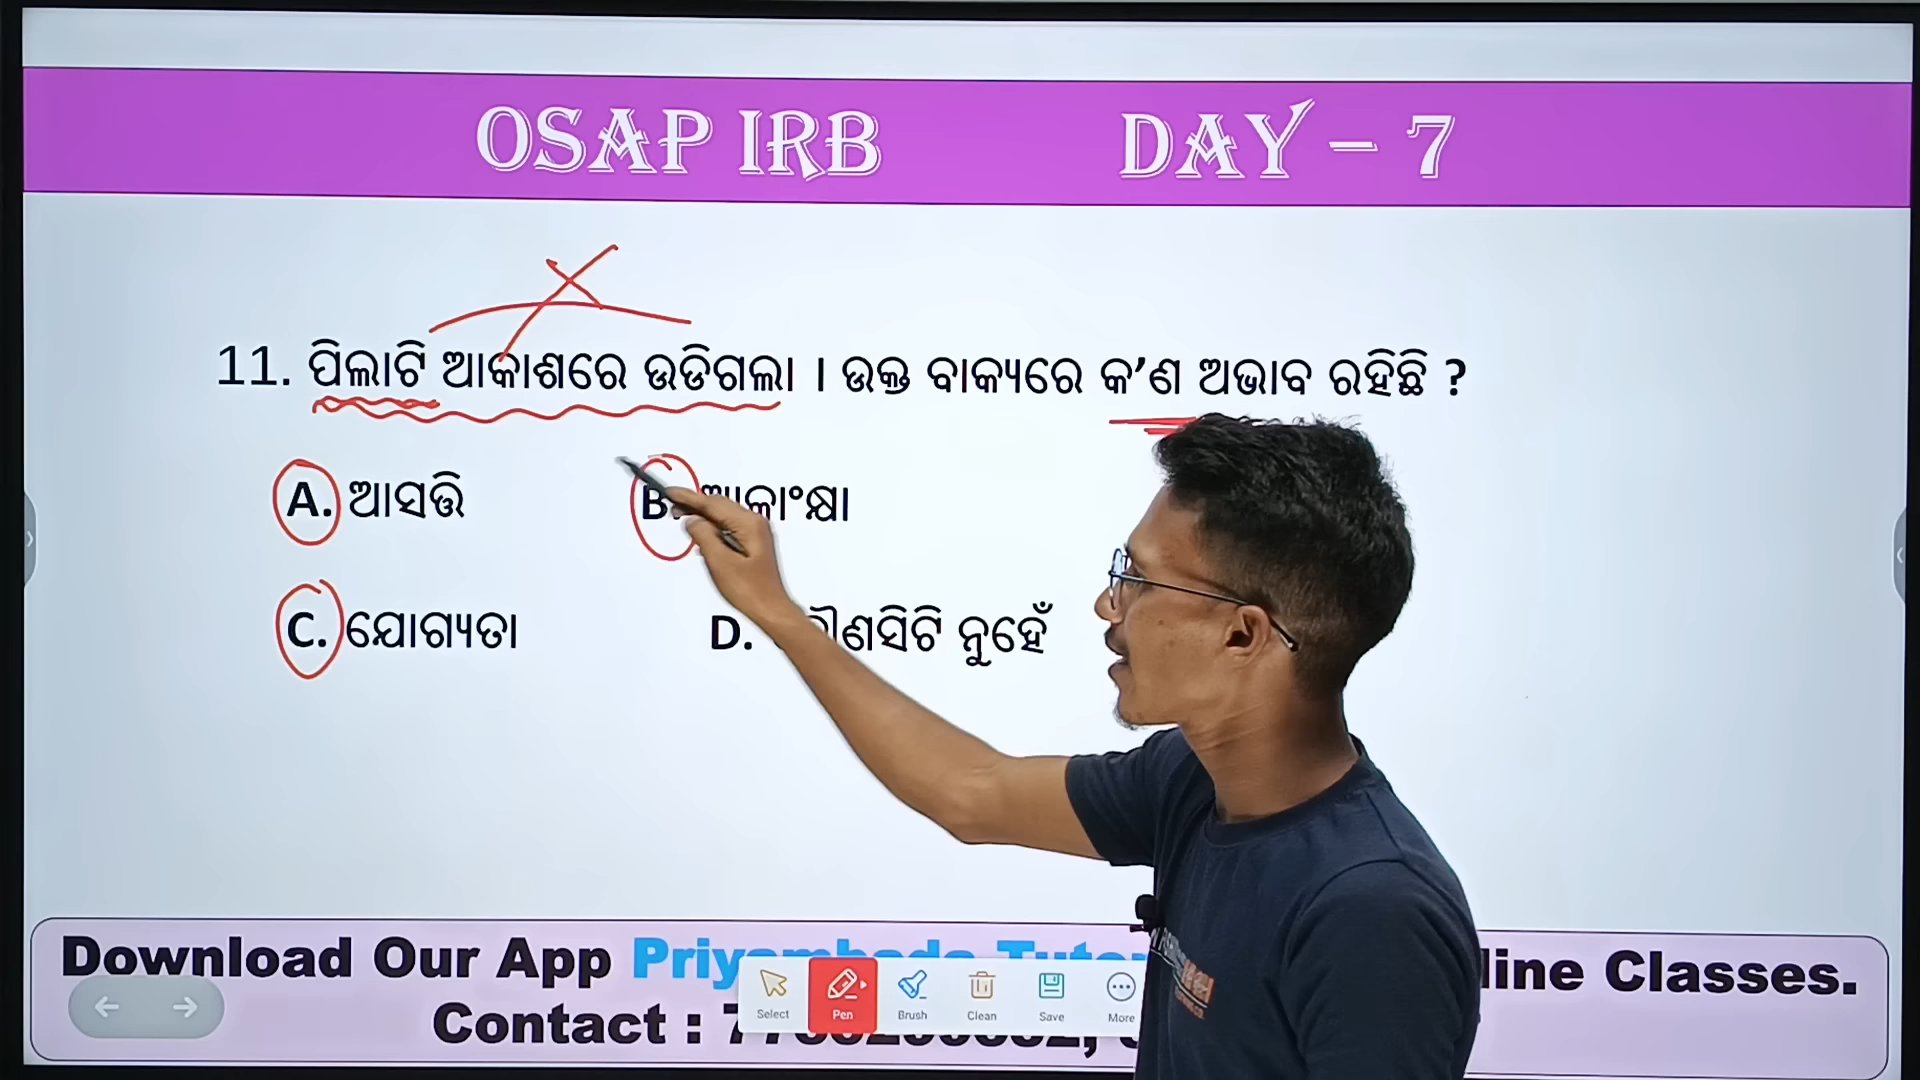 OSAP IRB DAY – 7
11. ପିଲାଟି ଆକାଶରେ ଉଡିଗଲା । ଉକ୍ତ ବାକ୍ୟରେ କ’ଣ ଅଭାବ ରହିଛି ?
A. ଆସତ୍ତି B. ଆକାଂକ୍ଷା
C. ଯୋଗ୍ୟତା D. ନୁହେଁ
Download Our App Classes.
Contact :
Select Pen Brush Clean Save More